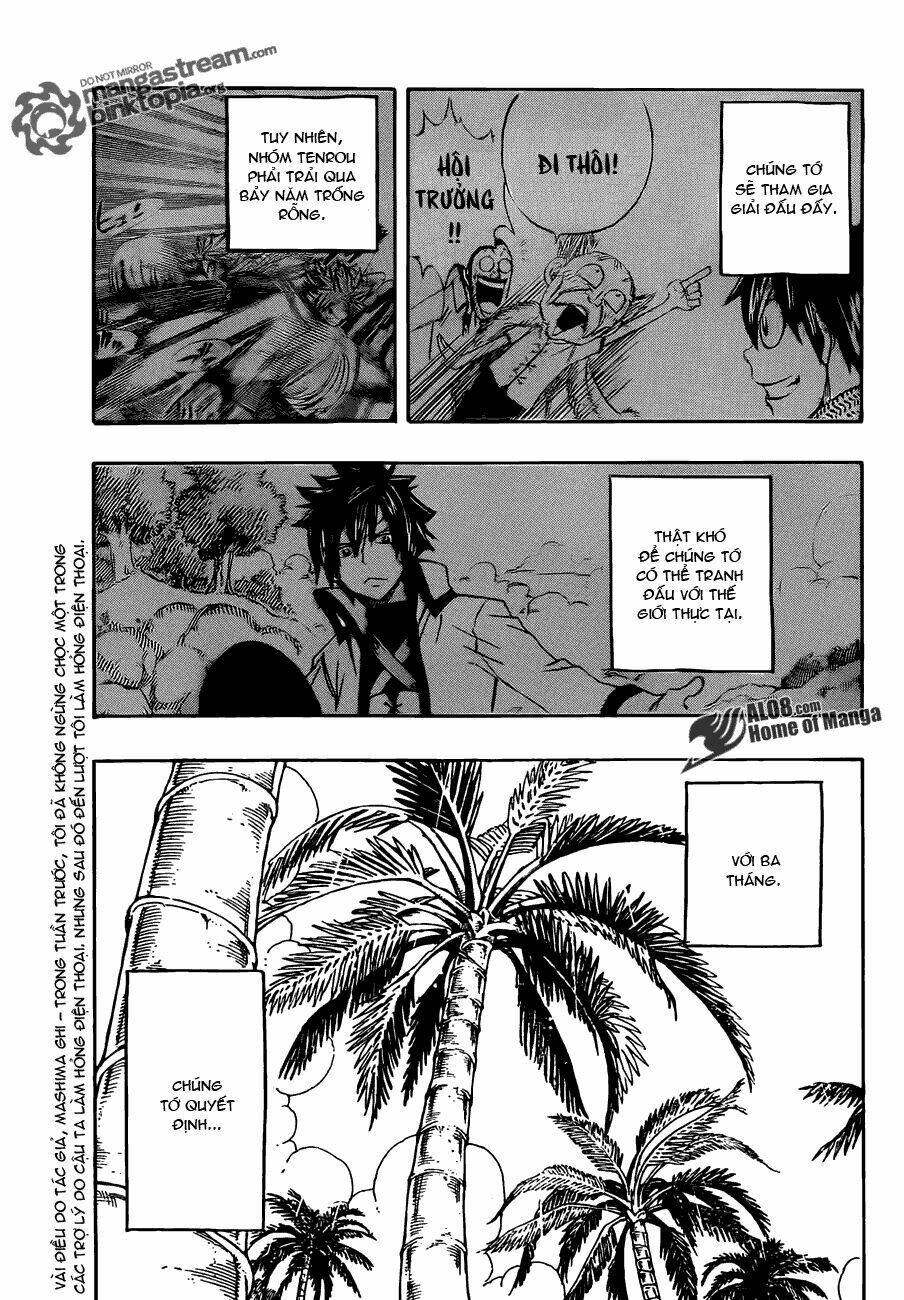 DO NOT MIRROR
mangastream.com
binktopia.org
CHÚNG TỚ
SẼ THAM GIA
GIẢI ĐẤU ĐẤY.
ĐI THÔI!
HỘI
TRƯỞNG
!!
TUY NHIÊN,
NHÓM TENROU
PHẢI TRẢI QUA
BẢY NĂM TRỐNG
RỖNG.
THẬT KHÓ
ĐỂ CHÚNG TỚ
CÓ THỂ TRANH
ĐẤU VỚI THẾ
GIỚI THỰC TẠI.
AL08.com
Home of Manga
VỚI BA
THÁNG.
CHÚNG
TỚ QUYẾT
ĐỊNH...
VÀI ĐIỀU DO TÁC GIẢ, MASHIMA GHI - TRONG TUẦN TRƯỚC, TÔI ĐÃ KHÔNG NGỪNG CHỌC MỘT TRONG
CÁC TRỢ LÝ DO CẬU TA LÀM HỎNG ĐIỆN THOẠI. NHƯNG SAU ĐÓ ĐẾN LƯỢT TÔI LÀM HỎNG ĐIỆN THOẠI.